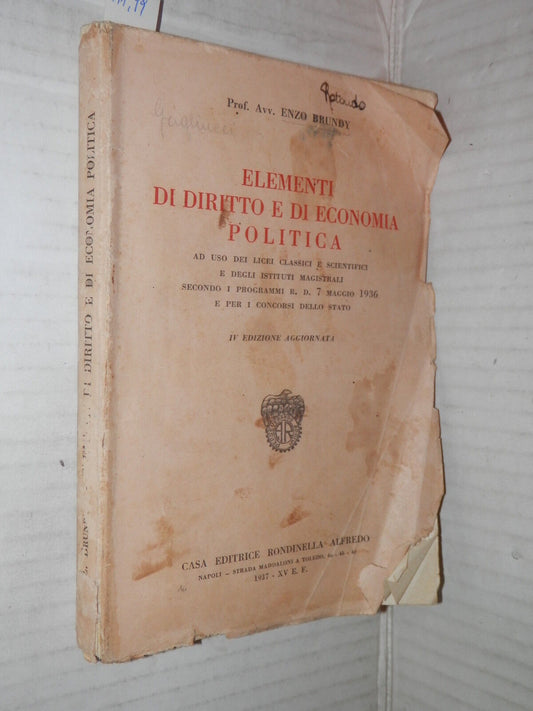 Rotondo
Prof. Avv. ENZO BRUNDY
Gagliucci
ELEMENTI
DI DIRITTO E DI ECONOMIA
POLITICA
AD USO DEI LICEI CLASSICI E SCIENTIFICI
E DEGLI ISTITUTI MAGISTRALI
SECONDO I PROGRAMMI R. D. 7 MAGGIO 1936
E PER I CONCORSI DELLO STATO
IV EDIZIONE AGGIORNATA
CASA EDITRICE RONDINELLA ALFREDO
NAPOLI - STRADA MADDALONI A TOLEDO,
1937 - XV E. F.
DI DIRITTO E DI ECONOMIA POLITICA